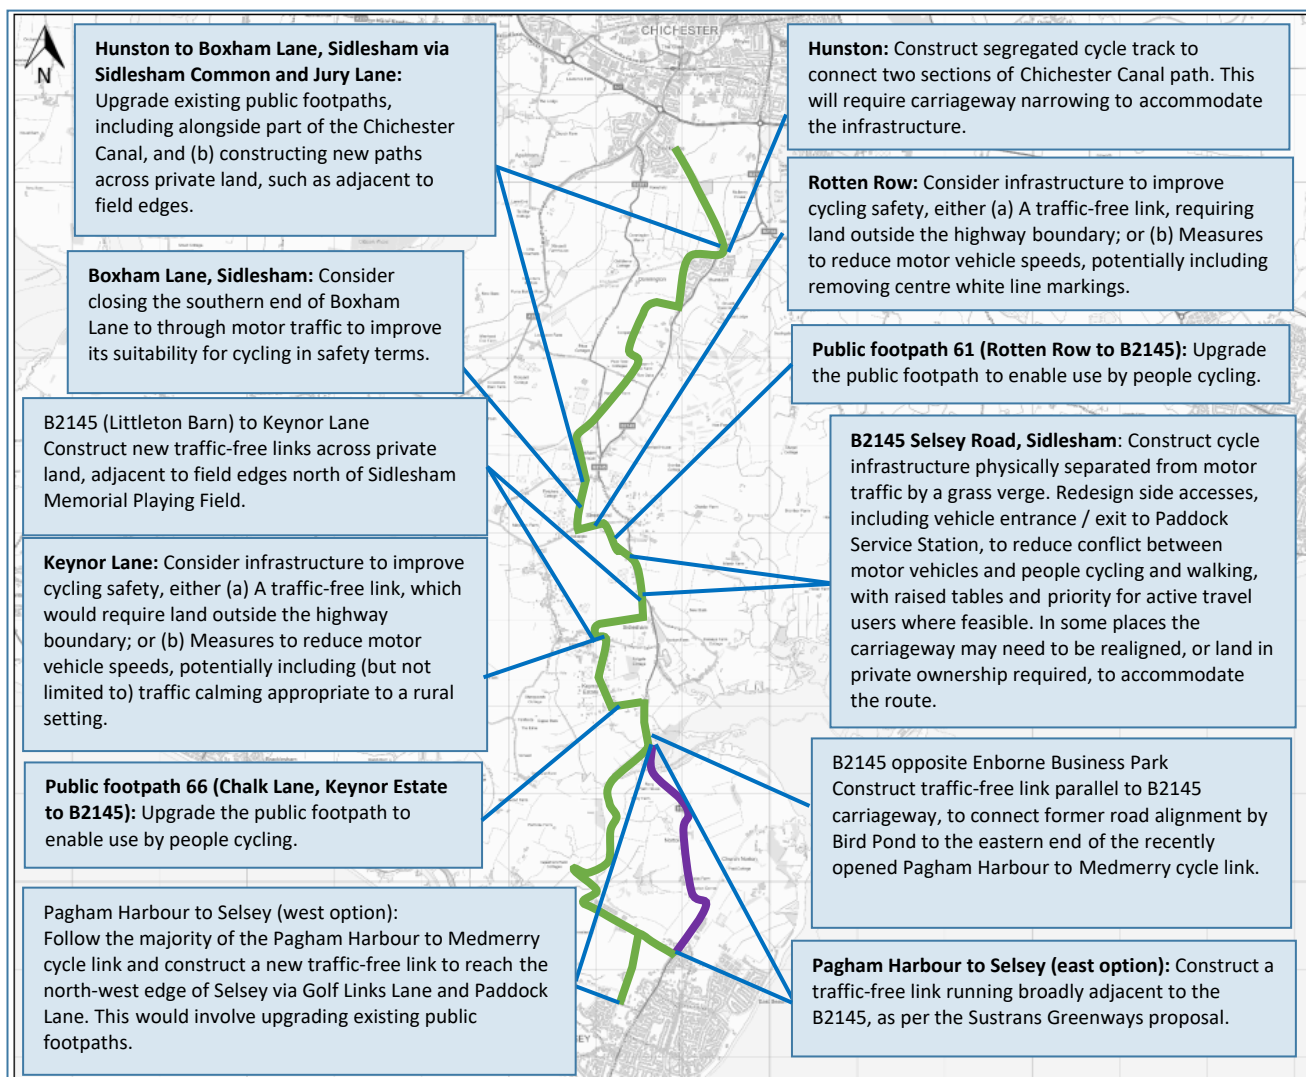 CHICHESTER
N
Hunston to Boxham Lane, Sidlesham via
Sidlesham Common and Jury Lane:
Upgrade existing public footpaths,
including alongside part of the Chichester
Canal, and (b) constructing new paths
across private land, such as adjacent to
field edges.
Boxham Lane, Sidlesham: Consider
closing the southern end of Boxham
Lane to through motor traffic to improve
its suitability for cycling in safety terms.
B2145 (Littleton Barn) to Keynor Lane
Construct new traffic-free links across private
land, adjacent to field edges north of Sidlesham
Memorial Playing Field.
Keynor Lane: Consider infrastructure to improve
cycling safety, either (a) A traffic-free link, which
would require land outside the highway
boundary; or (b) Measures to reduce motor
vehicle speeds, potentially including (but not
limited to) traffic calming appropriate to a rural
setting.
Public footpath 66 (Chalk Lane, Keynor Estate
to B2145): Upgrade the public footpath to
enable use by people cycling.
Pagham Harbour to Selsey (west option):
Follow the majority of the Pagham Harbour to Medmerry
cycle link and construct a new traffic-free link to reach the
north-west edge of Selsey via Golf Links Lane and Paddock
Lane. This would involve upgrading existing public
footpaths.
Hunston: Construct segregated cycle track to
connect two sections of Chichester Canal path. This
will require carriageway narrowing to accommodate
the infrastructure.
Rotten Row: Consider infrastructure to improve
cycling safety, either (a) A traffic-free link, requiring
land outside the highway boundary; or (b) Measures
to reduce motor vehicle speeds, potentially including
removing centre white line markings.
Public footpath 61 (Rotten Row to B2145): Upgrade
the public footpath to enable use by people cycling.
B2145 Selsey Road, Sidlesham: Construct cycle
infrastructure physically separated from motor
traffic by a grass verge. Redesign side accesses,
including vehicle entrance / exit to Paddock
Service Station, to reduce conflict between
motor vehicles and people cycling and walking,
with raised tables and priority for active travel
users where feasible. In some places the
carriageway may need to be realigned, or land in
private ownership required, to accommodate
the route.
B2145 opposite Enborne Business Park
Construct traffic-free link parallel to B2145
carriageway, to connect former road alignment by
Bird Pond to the eastern end of the recently
opened Pagham Harbour to Medmerry cycle link.
Pagham Harbour to Selsey (east option): Construct a
traffic-free link running broadly adjacent to the
B2145, as per the Sustrans Greenways proposal.